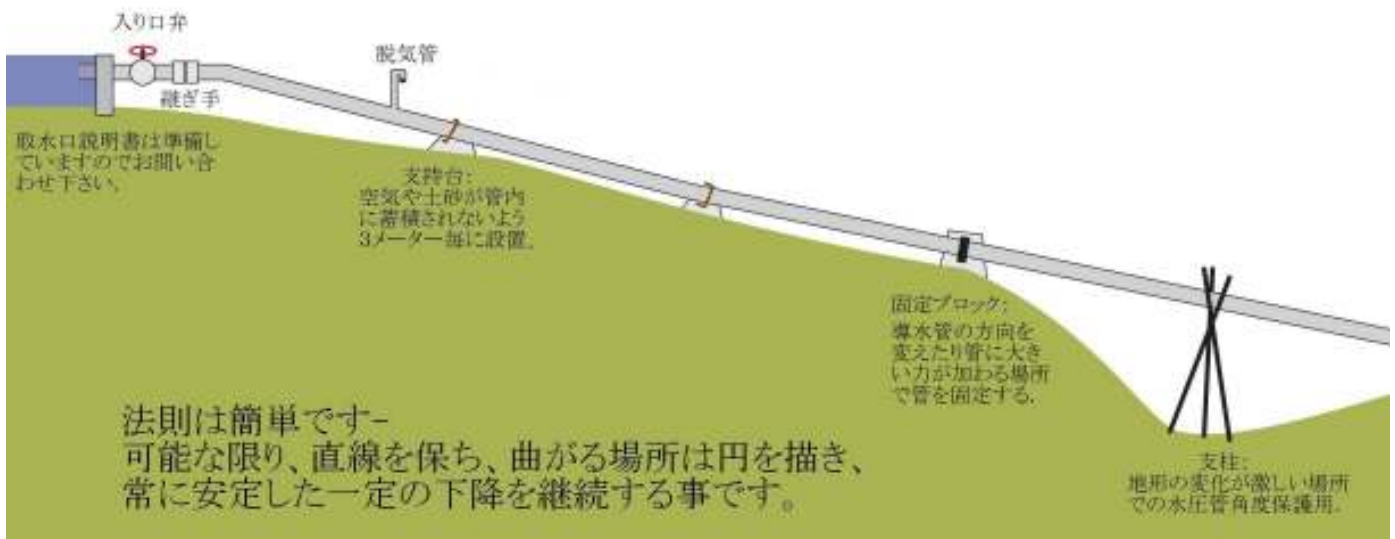 入り口弁
脱気管
継ぎ手
取水口説明書は準備し
ていますのでお問い合
わせ下さい.
支持台:
空気や土砂が管内
に蓄積されないよう
3メーター毎に設置.
固定ブロック:
導水管の方向を
変えたり管に大き
い力が加わる場所
で管を固定する.
支柱:
地形の変化が激しい場所
での水圧管角度保護用.
法則は簡単です-
可能な限り、直線を保ち、曲がる場所は円を描き、
常に安定した一定の下降を継続する事です。